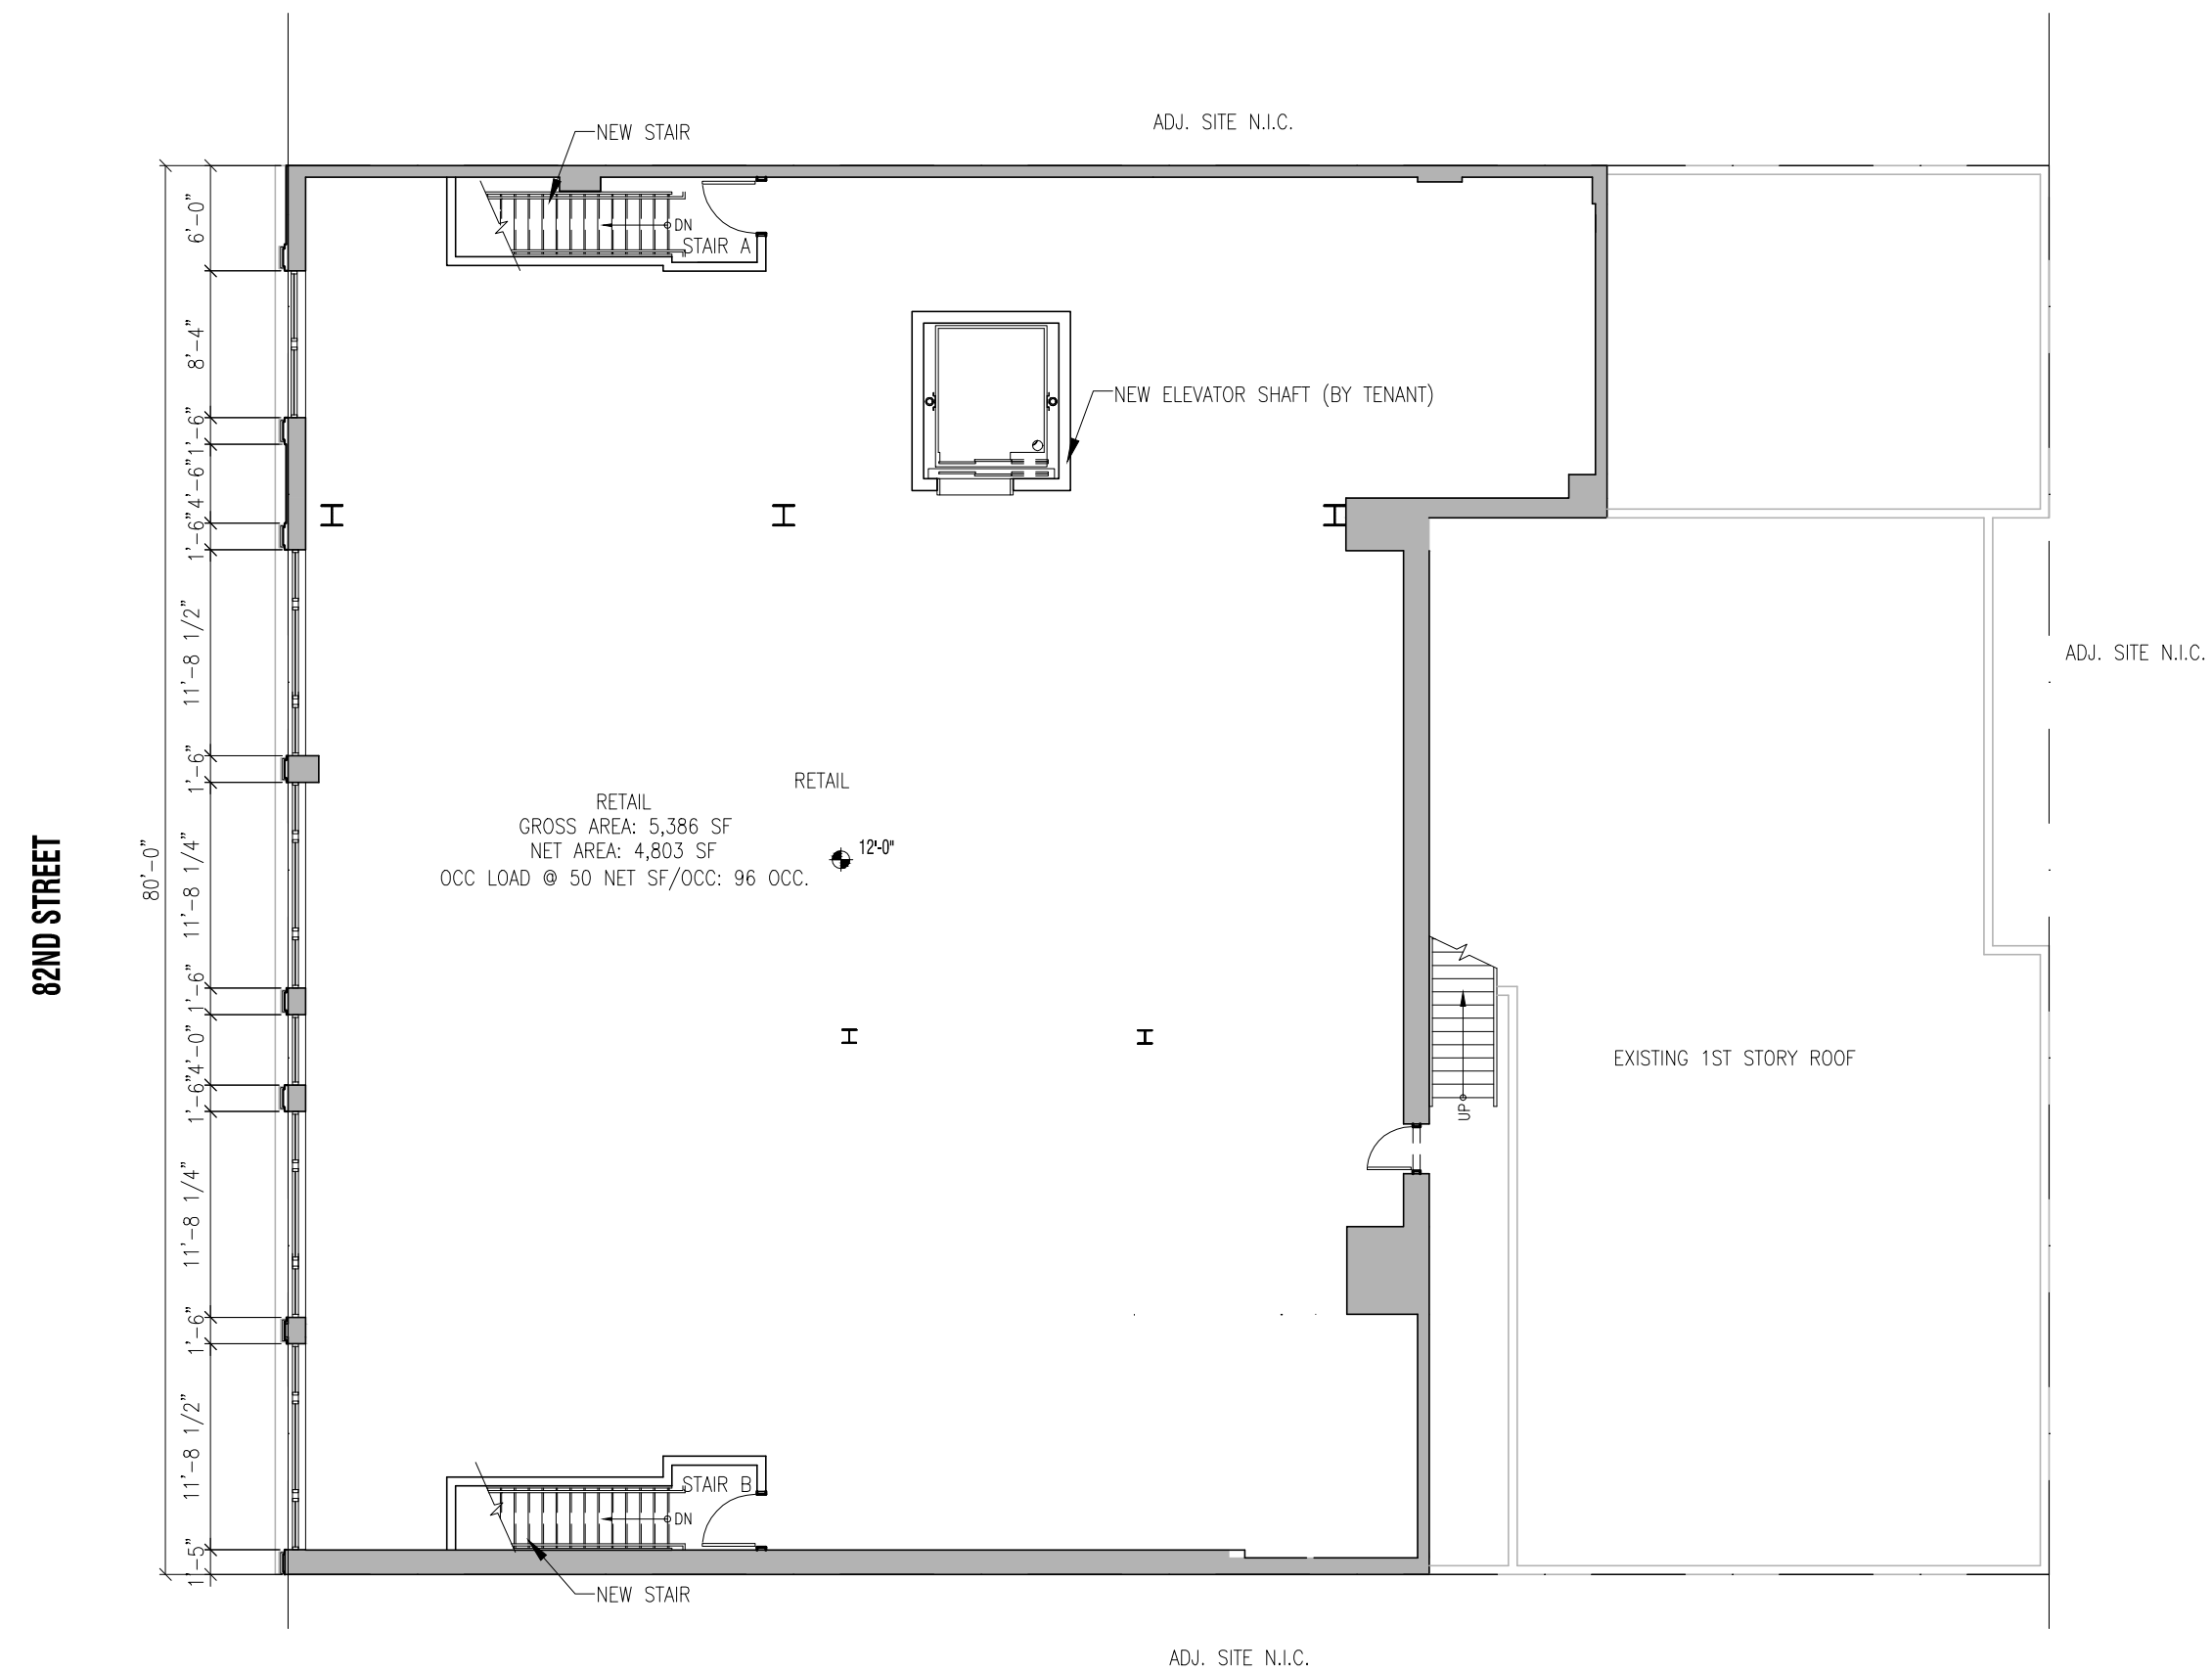 ADJ. SITE N.I.C.
NEW STAIR
DN
STAIR A
NEW ELEVATOR SHAFT (BY TENANT)
ADJ. SITE N.I.C.
82ND STREET
80'-0"
6'-0"
8'-4"
1'-6"
4'-6"
1'-6"
11'-8 1/2"
1'-6"
11'-8 1/4"
1'-6"
4'-0"
1'-6"
11'-8 1/4"
1'-6"
11'-8 1/2"
1'-5"
RETAIL
RETAIL
GROSS AREA: 5,386 SF
NET AREA: 4,803 SF
OCC LOAD @ 50 NET SF/OCC: 96 OCC.
12'-0"
EXISTING 1ST STORY ROOF
UP
STAIR B
DN
NEW STAIR
ADJ. SITE N.I.C.